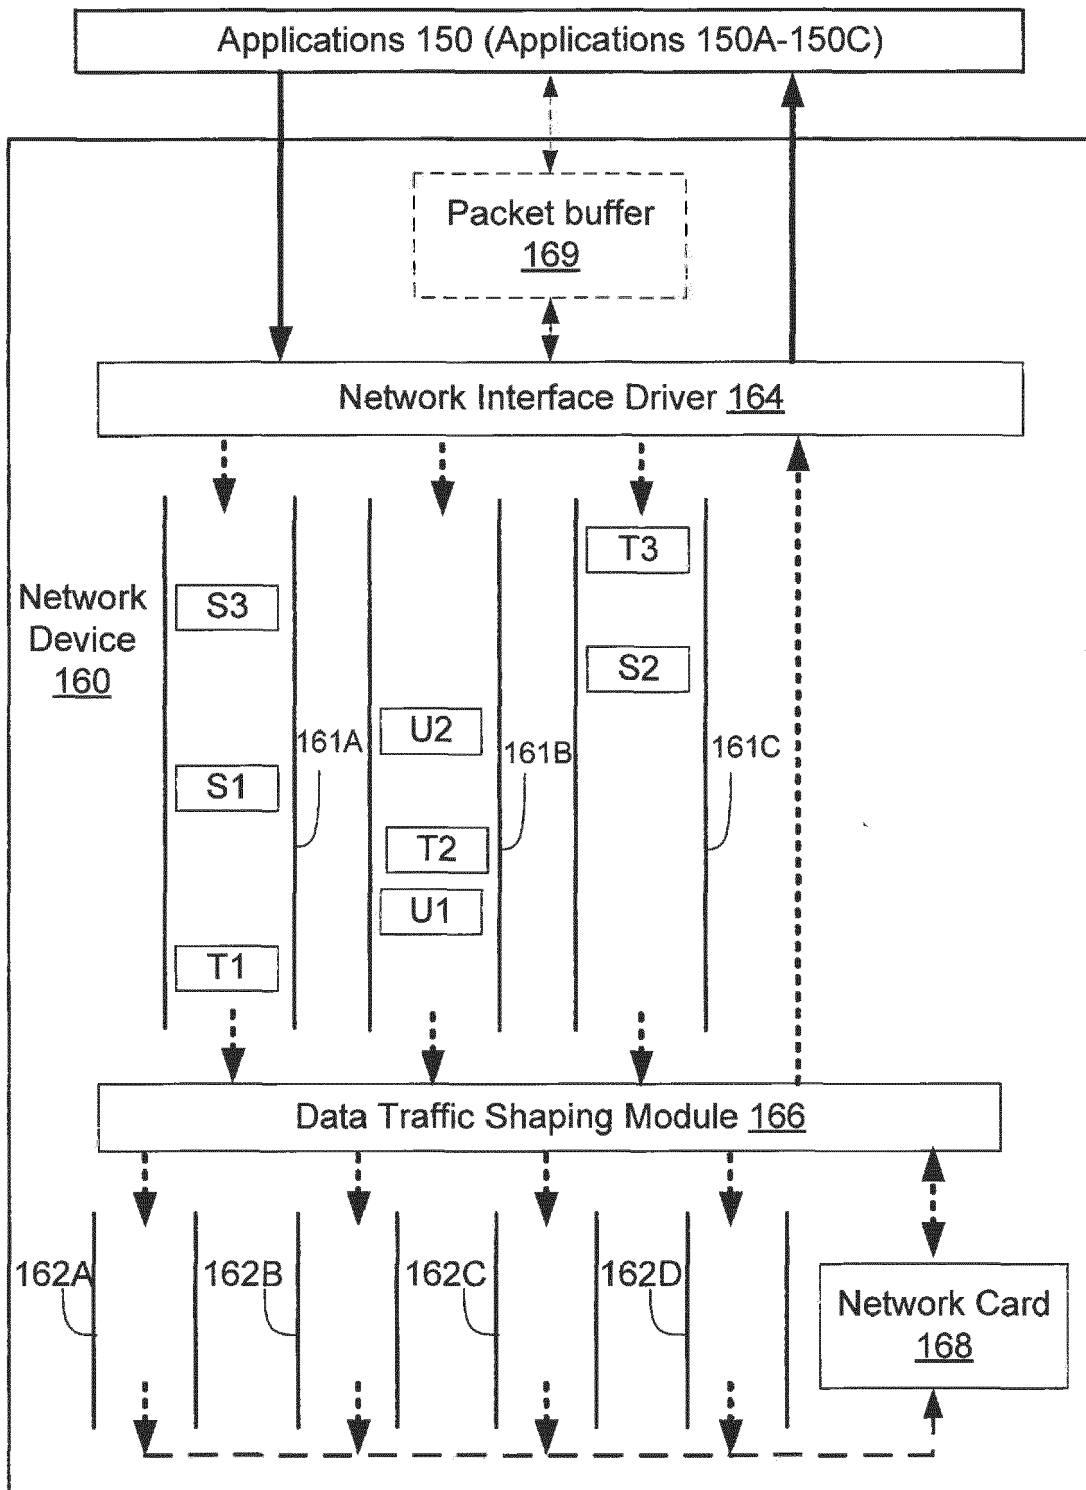 Applications 150 (Applications 150A-150C)
Packet buffer
169
Network Interface Driver 164
Network
Device
160
T3
S3
S2
U2
161A
161B
161C
S1
T2
U1
T1
Data Traffic Shaping Module 166
162A
162B
162C
162D
Network Card
168